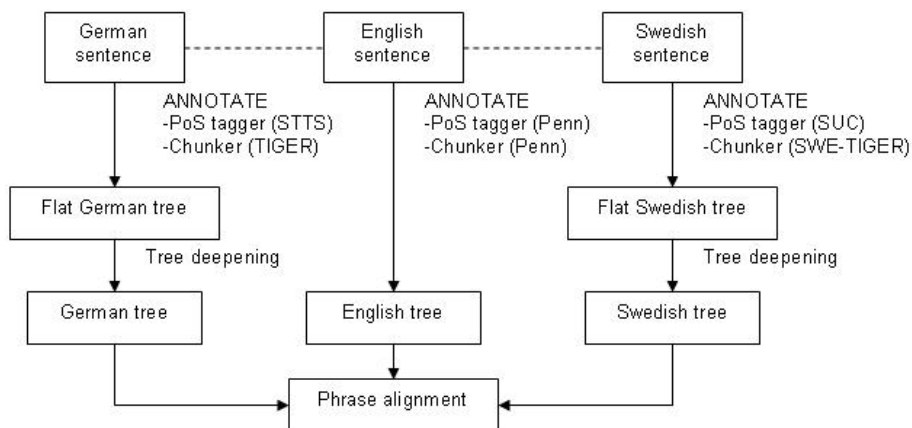 German
sentence
English
sentence
Swedish
sentence
ANNOTATE
-PoS tagger (STTS)
-Chunker (TIGER)
ANNOTATE
-PoS tagger (Penn)
-Chunker (Penn)
ANNOTATE
-PoS tagger (SUC)
-Chunker (SWE-TIGER)
Flat German tree
Flat Swedish tree
Tree deepening
Tree deepening
German tree
English tree
Swedish tree
Phrase alignment